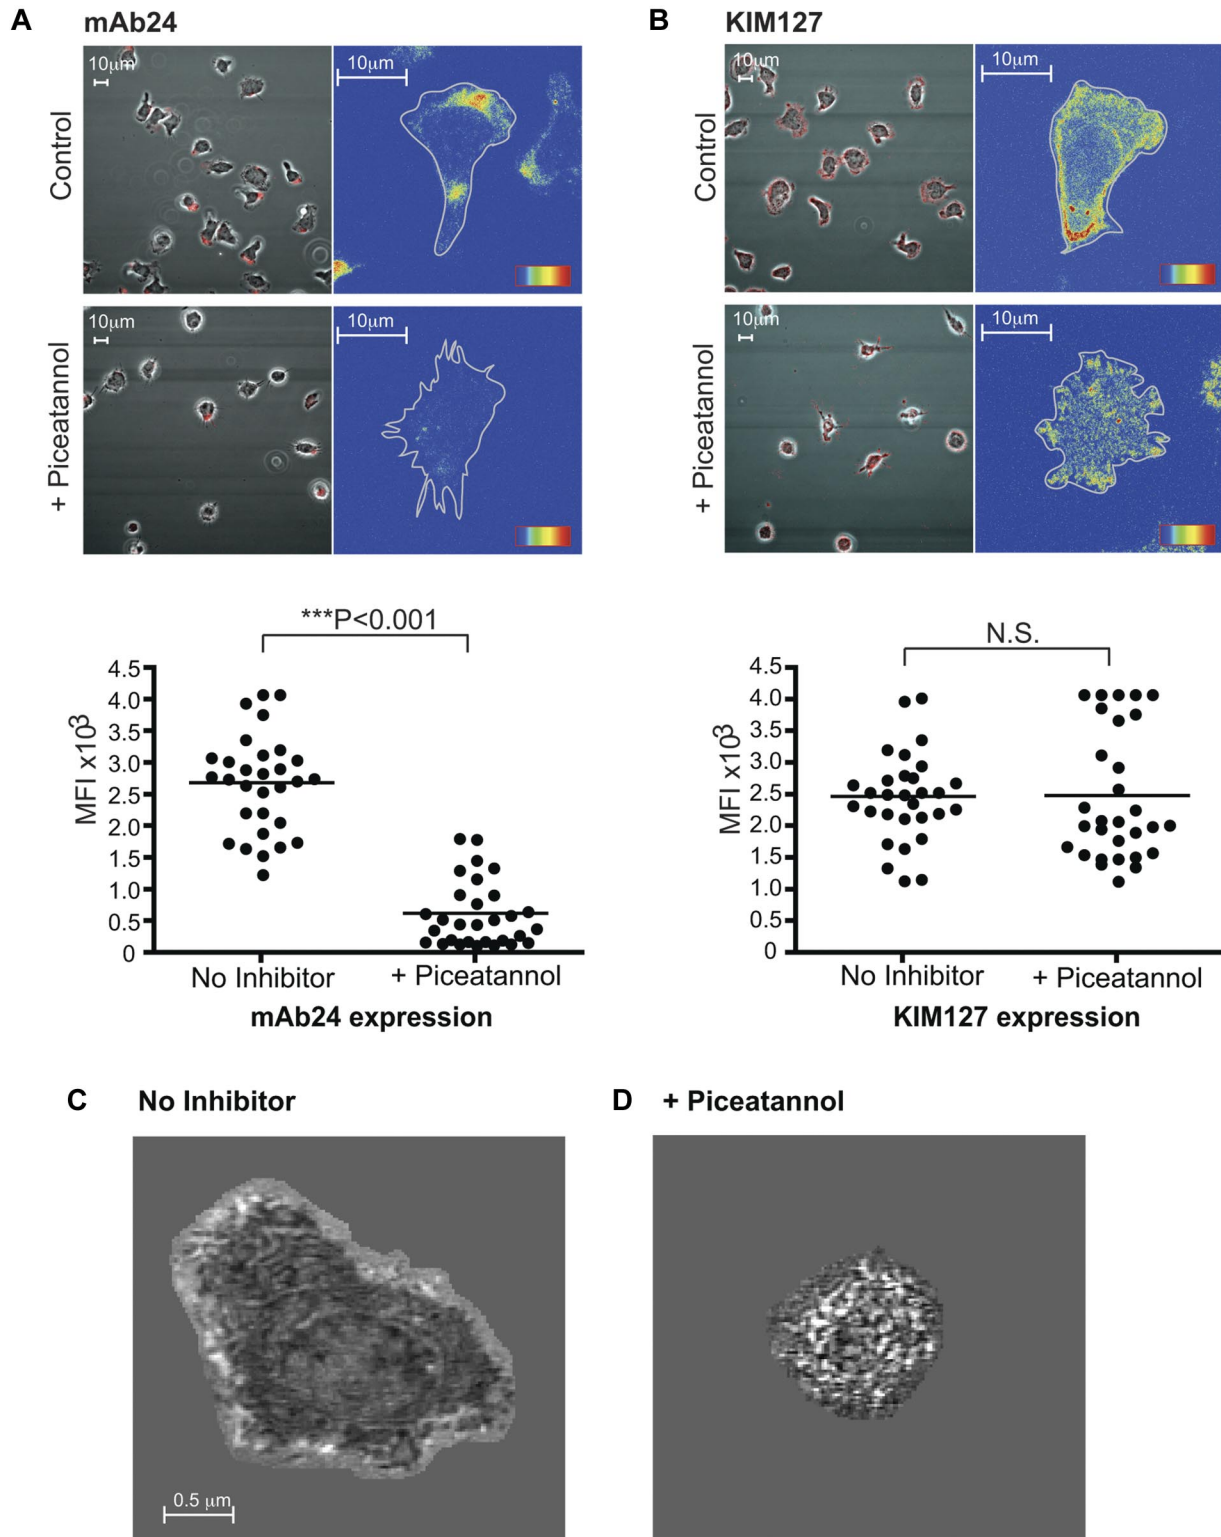 A mAb24
Control
10µm
10µm
+ Piceatannol
10µm
10µm
***P<0.001
MFI x10³
4.5
4.0
3.5
3.0
2.5
2.0
1.5
1.0
0.5
0
No Inhibitor
+ Piceatannol
mAb24 expression
B KIM127
Control
10µm
10µm
+ Piceatannol
10µm
10µm
N.S.
MFI x10³
4.5
4.0
3.5
3.0
2.5
2.0
1.5
1.0
0.5
0
No Inhibitor
+ Piceatannol
KIM127 expression
C No Inhibitor
0.5 µm
D + Piceatannol